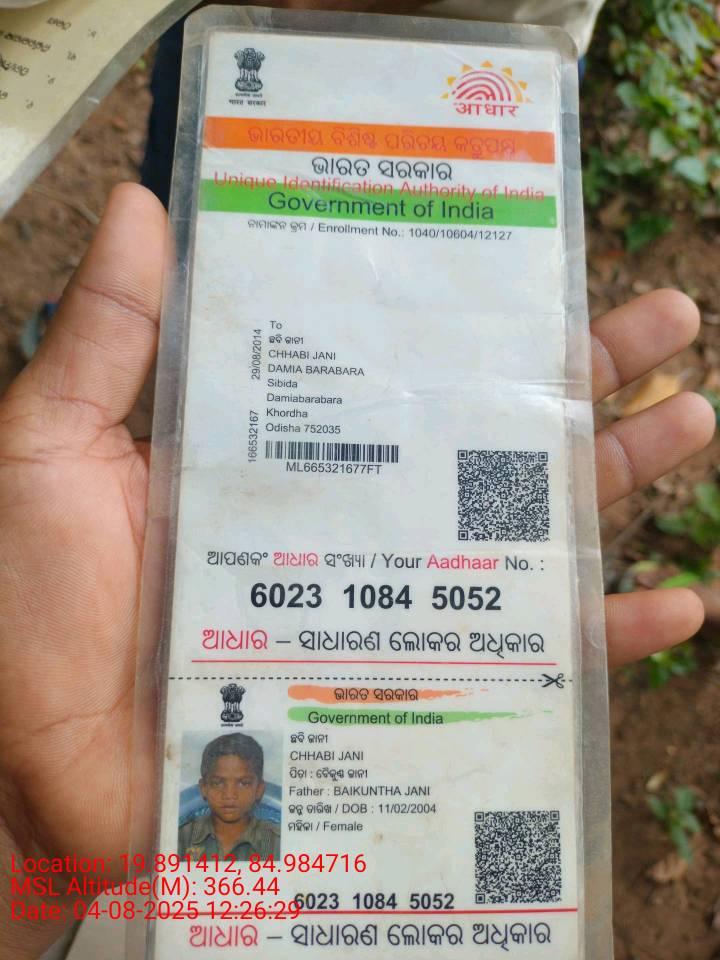 भारत सरकार
आधार
ଭାରତୀୟ ବିଶିଷ୍ଟ ପରିଚୟ କର୍ତ୍ତୃପକ୍ଷ
ଭାରତ ସରକାର
Unique Identification Authority of India
Government of India
ନାମାଙ୍କନ କ୍ରମ / Enrollment No.: 1040/10604/12127
29/08/2014
166532167
To
ଛବି ଜାନୀ
CHHABI JANI
DAMIA BARABARA
Sibida
Damiabarabara
Khordha
Odisha 752035
ML665321677FT
ଆପଣଙ୍କ ଆଧାର ସଂଖ୍ୟା / Your Aadhaar No. :
6023 1084 5052
ଆଧାର – ସାଧାରଣ ଲୋକର ଅଧିକାର
ଭାରତ ସରକାର
Government of India
ଛବି ଜାନୀ
CHHABI JANI
ପିତା : ବୈକୁଣ୍ଠ ଜାନୀ
Father : BAIKUNTHA JANI
ଜନ୍ମ ତାରିଖ / DOB : 11/02/2004
ମହିଳା / Female
Location: 19.891412, 84.984716
MSL Altitude(M): 366.44
Date: 04-08-2025 12:26:29
6023 1084 5052
ଆଧାର – ସାଧାରଣ ଲୋକର ଅଧିକାର